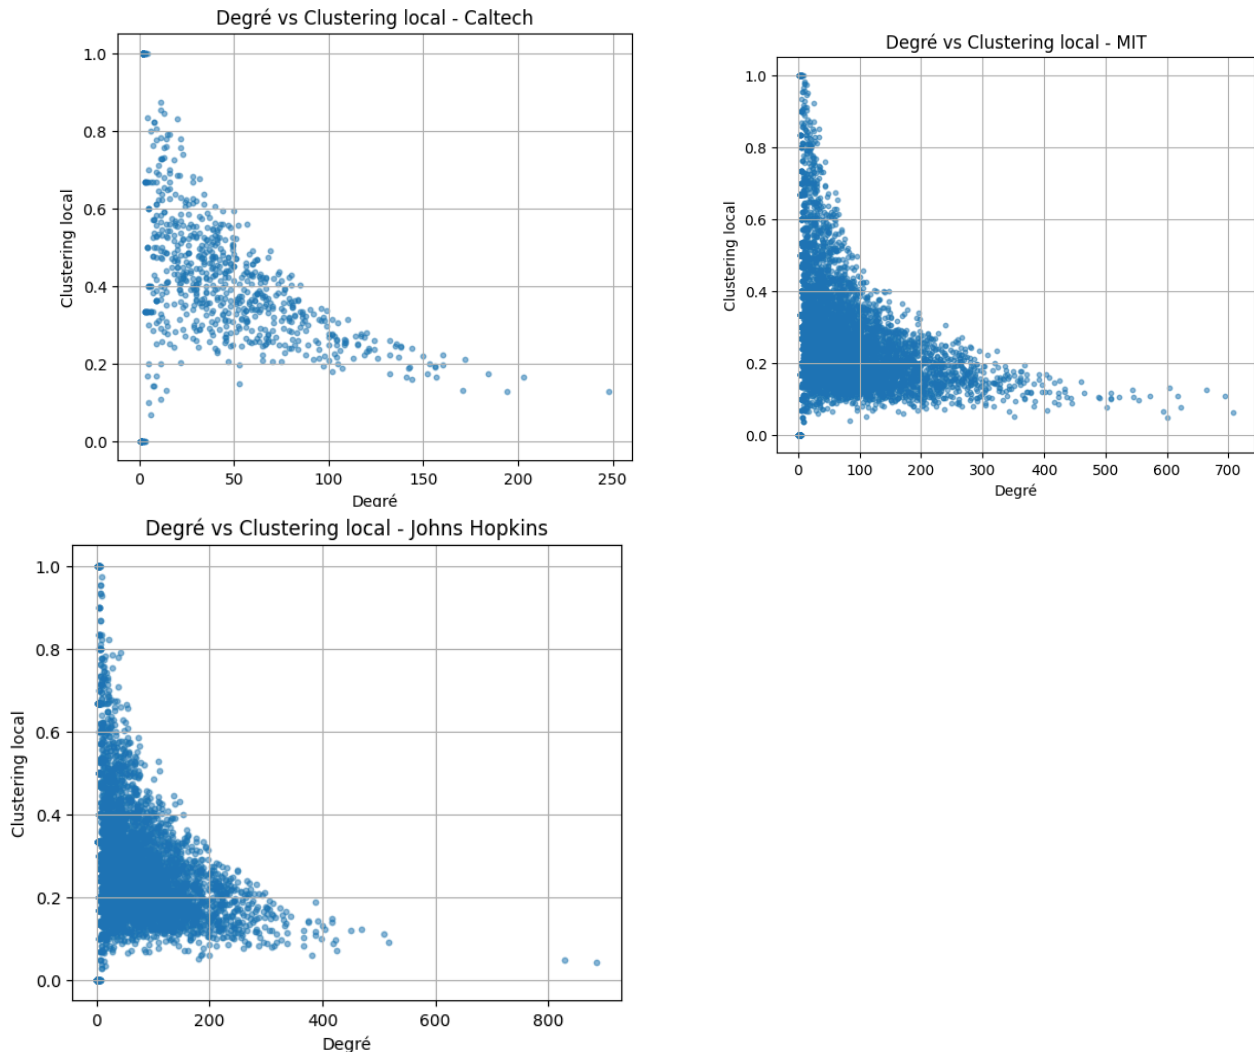 Degré vs Clustering local - Caltech
1.0
0.8
0.6
0.4
0.2
0.0
Clustering local
0 50 100 150 200 250
Degré
Degré vs Clustering local - MIT
1.0
0.8
0.6
0.4
0.2
0.0
Clustering local
0 100 200 300 400 500 600 700
Degré
Degré vs Clustering local - Johns Hopkins
1.0
0.8
0.6
0.4
0.2
0.0
Clustering local
0 200 400 600 800
Degré